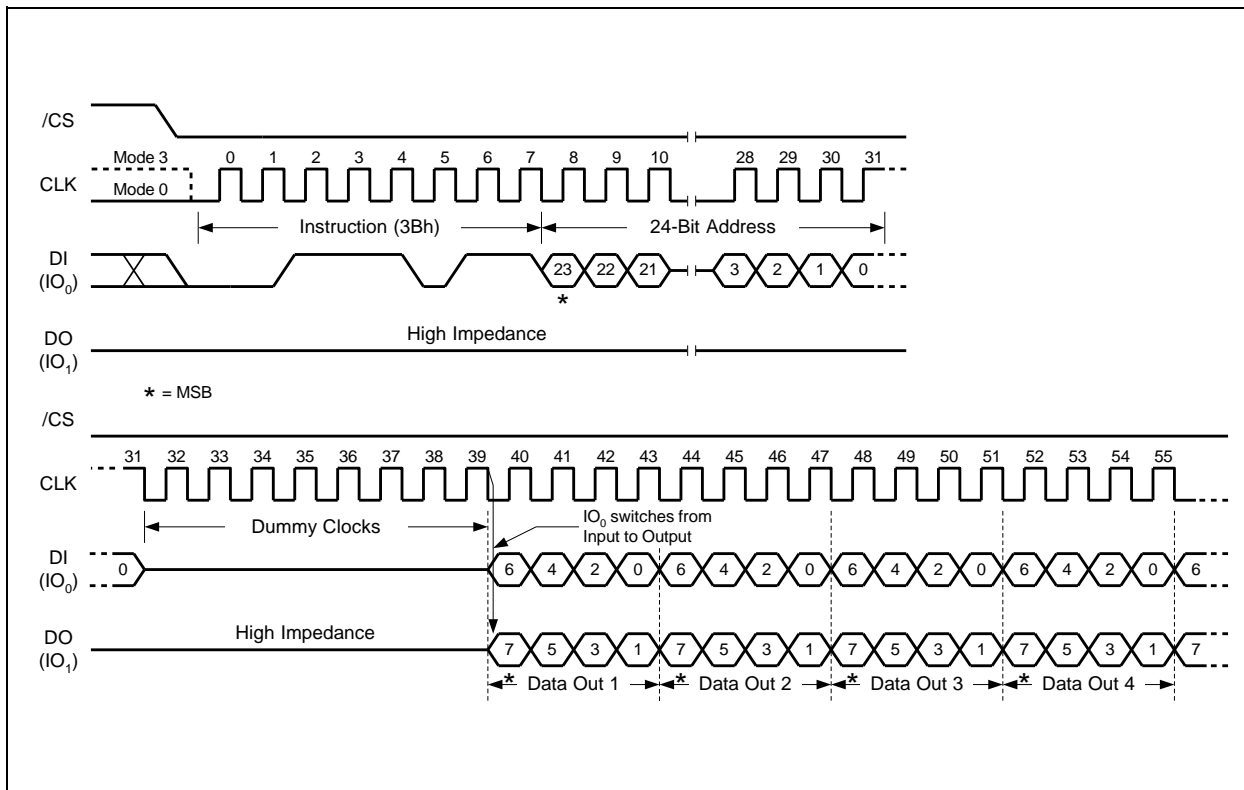 /CS
Mode 3
0 1 2 3 4 5 6 7 8 9 10 28 29 30 31
CLK
Mode 0
Instruction (3Bh)
24-Bit Address
DI
(IO0)
23 22 21 3 2 1 0
*
DO
(IO1)
High Impedance
* = MSB
/CS
31 32 33 34 35 36 37 38 39 40 41 42 43 44 45 46 47 48 49 50 51 52 53 54 55
CLK
Dummy Clocks
IO0 switches from
Input to Output
DI
(IO0)
0 6 4 2 0 6 4 2 0 6 4 2 0 6 4 2 0 6
DO
(IO1)
High Impedance
7 5 3 1 7 5 3 1 7 5 3 1 7 5 3 1 7
* Data Out 1 * Data Out 2 * Data Out 3 * Data Out 4